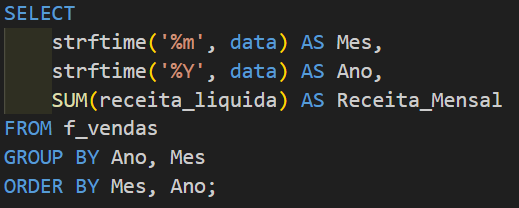 SELECT
    strftime('%m', data) AS Mes,
    strftime('%Y', data) AS Ano,
    SUM(receita_liquida) AS Receita_Mensal
FROM f_vendas
GROUP BY Ano, Mes
ORDER BY Mes, Ano;